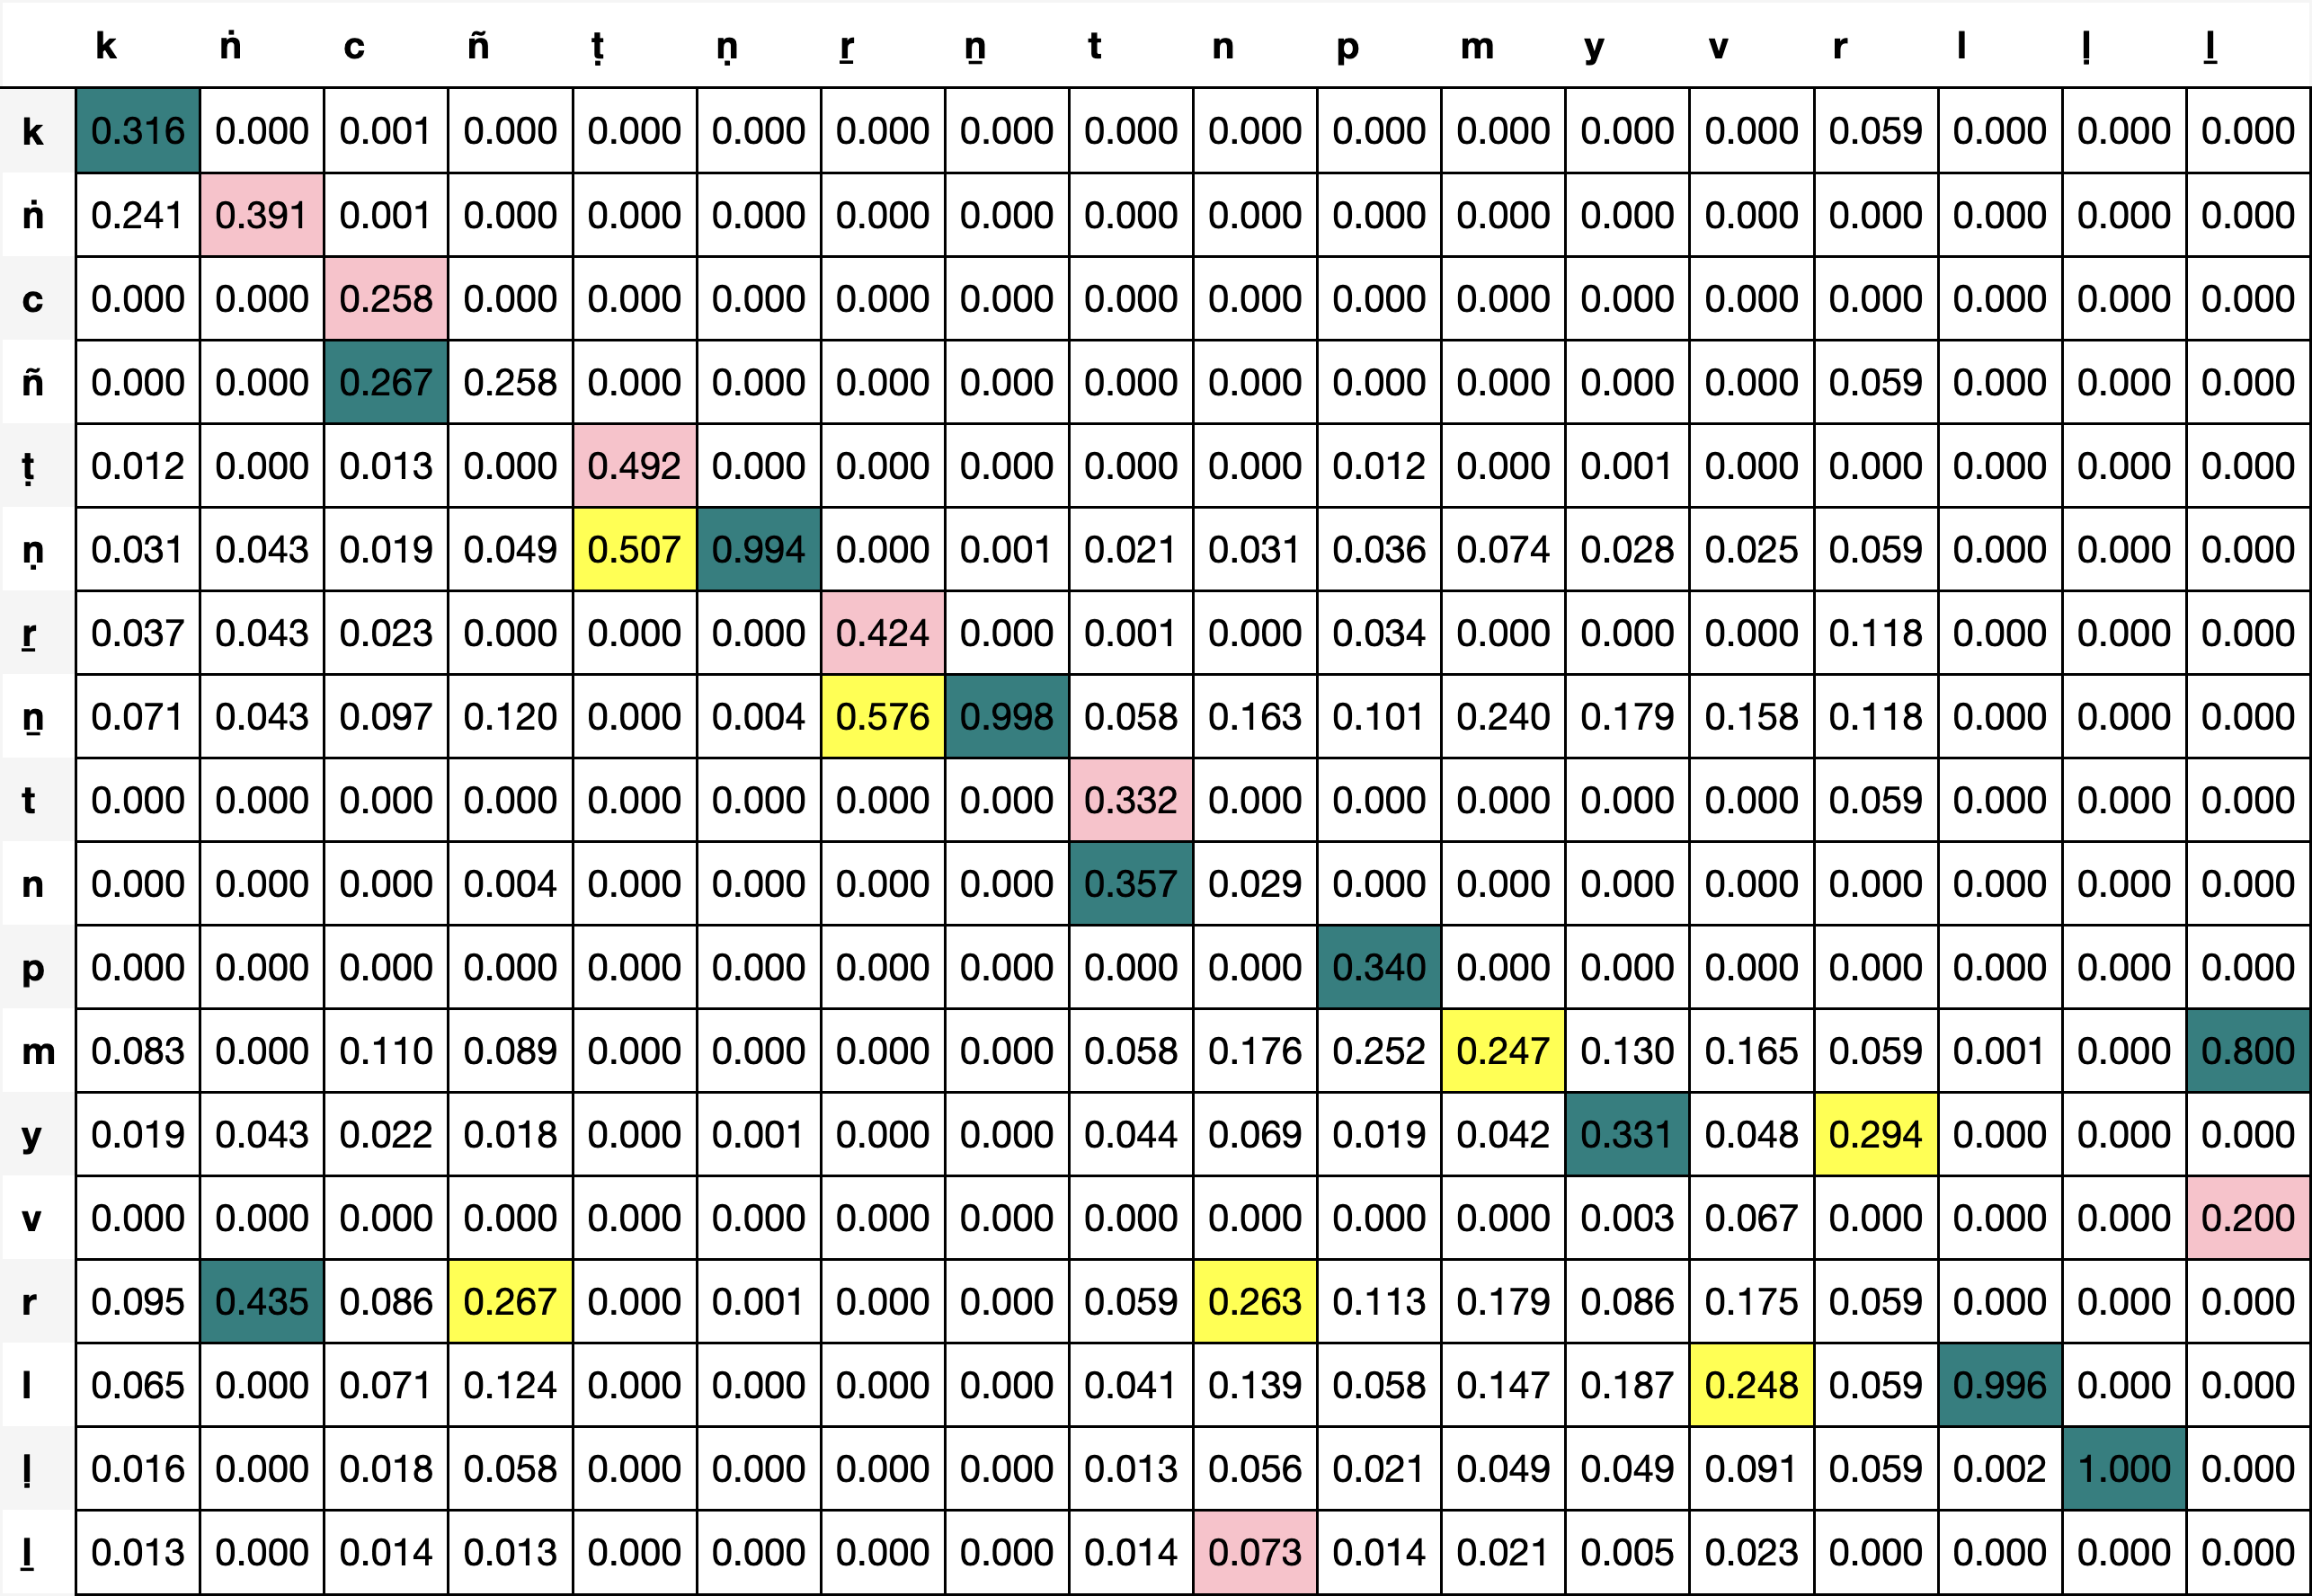 k ṅ c ñ ṭ ṇ ṟ ṉ t n p m y v r l ḷ ḻ
k 0.316 0.000 0.001 0.000 0.000 0.000 0.000 0.000 0.000 0.000 0.000 0.000 0.000 0.000 0.059 0.000 0.000 0.000
ṅ 0.241 0.391 0.001 0.000 0.000 0.000 0.000 0.000 0.000 0.000 0.000 0.000 0.000 0.000 0.000 0.000 0.000 0.000
c 0.000 0.000 0.258 0.000 0.000 0.000 0.000 0.000 0.000 0.000 0.000 0.000 0.000 0.000 0.000 0.000 0.000 0.000
ñ 0.000 0.000 0.267 0.258 0.000 0.000 0.000 0.000 0.000 0.000 0.000 0.000 0.000 0.000 0.059 0.000 0.000 0.000
ṭ 0.012 0.000 0.013 0.000 0.492 0.000 0.000 0.000 0.000 0.000 0.012 0.000 0.001 0.000 0.000 0.000 0.000 0.000
ṇ 0.031 0.043 0.019 0.049 0.507 0.994 0.000 0.001 0.021 0.031 0.036 0.074 0.028 0.025 0.059 0.000 0.000 0.000
ṟ 0.037 0.043 0.023 0.000 0.000 0.000 0.424 0.000 0.001 0.000 0.034 0.000 0.000 0.000 0.118 0.000 0.000 0.000
ṉ 0.071 0.043 0.097 0.120 0.000 0.004 0.576 0.998 0.058 0.163 0.101 0.240 0.179 0.158 0.118 0.000 0.000 0.000
t 0.000 0.000 0.000 0.000 0.000 0.000 0.000 0.000 0.332 0.000 0.000 0.000 0.000 0.000 0.059 0.000 0.000 0.000
n 0.000 0.000 0.000 0.004 0.000 0.000 0.000 0.000 0.357 0.029 0.000 0.000 0.000 0.000 0.000 0.000 0.000 0.000
p 0.000 0.000 0.000 0.000 0.000 0.000 0.000 0.000 0.000 0.000 0.340 0.000 0.000 0.000 0.000 0.000 0.000 0.000
m 0.083 0.000 0.110 0.089 0.000 0.000 0.000 0.000 0.058 0.176 0.252 0.247 0.130 0.165 0.059 0.001 0.000 0.800
y 0.019 0.043 0.022 0.018 0.000 0.001 0.000 0.000 0.044 0.069 0.019 0.042 0.331 0.048 0.294 0.000 0.000 0.000
v 0.000 0.000 0.000 0.000 0.000 0.000 0.000 0.000 0.000 0.000 0.000 0.000 0.003 0.067 0.000 0.000 0.000 0.200
r 0.095 0.435 0.086 0.267 0.000 0.001 0.000 0.000 0.059 0.263 0.113 0.179 0.086 0.175 0.059 0.000 0.000 0.000
l 0.065 0.000 0.071 0.124 0.000 0.000 0.000 0.000 0.041 0.139 0.058 0.147 0.187 0.248 0.059 0.996 0.000 0.000
ḷ 0.016 0.000 0.018 0.058 0.000 0.000 0.000 0.000 0.013 0.056 0.021 0.049 0.049 0.091 0.059 0.002 1.000 0.000
ḻ 0.013 0.000 0.014 0.013 0.000 0.000 0.000 0.000 0.014 0.073 0.014 0.021 0.005 0.023 0.000 0.000 0.000 0.000